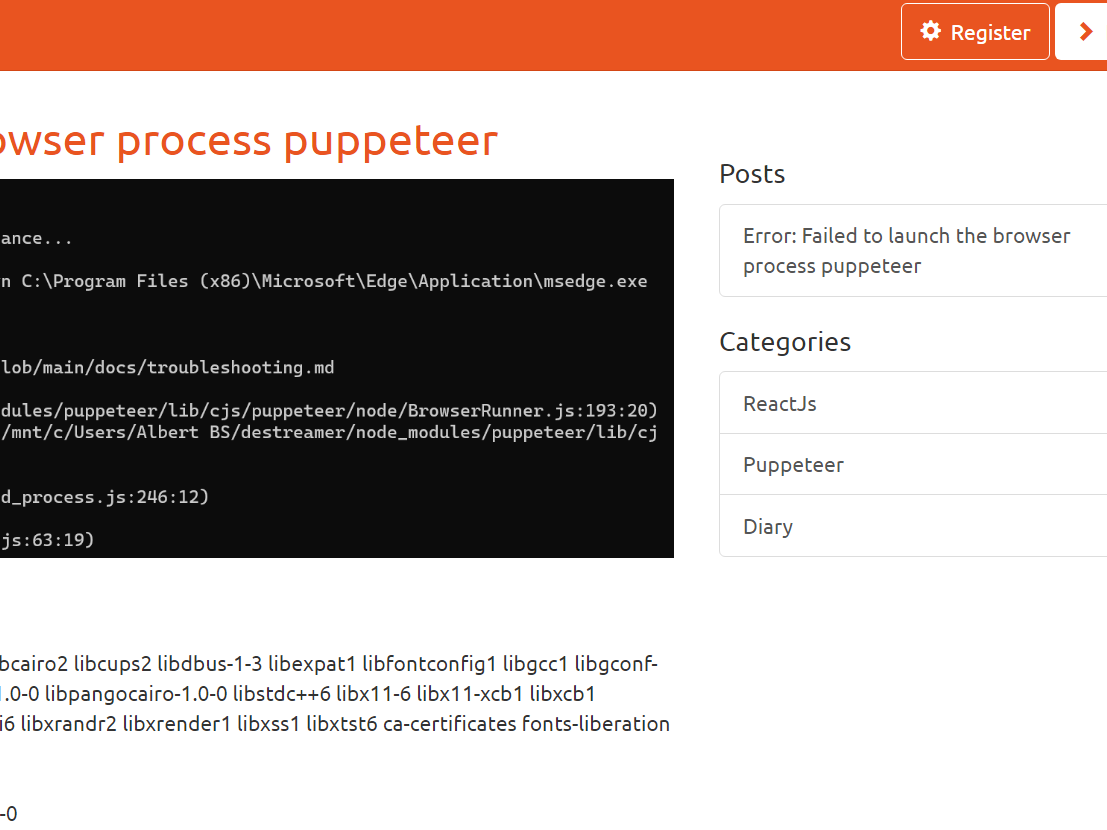 Register
owser process puppeteer
ance...
n C:\Program Files (x86)\Microsoft\Edge\Application\msedge.exe
lob/main/docs/troubleshooting.md
dules/puppeteer/lib/cjs/puppeteer/node/BrowserRunner.js:193:20)
/mnt/c/Users/Albert BS/destreamer/node_modules/puppeteer/lib/cj
d_process.js:246:12)
js:63:19)
bcairo2 libcups2 libdbus-1-3 libexpat1 libfontconfig1 libgcc1 libgconf-
1.0-0 libpangocairo-1.0-0 libstdc++6 libx11-6 libx11-xcb1 libxcb1
i6 libxrandr2 libxrender1 libxss1 libxtst6 ca-certificates fonts-liberation
-0
Posts
Error: Failed to launch the browser
process puppeteer
Categories
ReactJs
Puppeteer
Diary